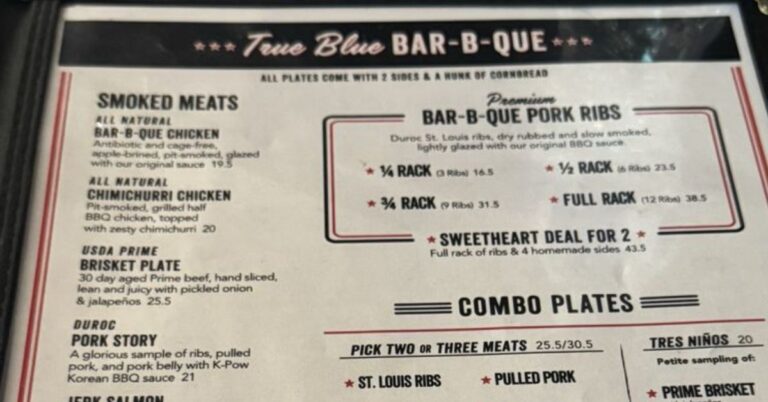 True Blue BAR-B-QUE
ALL PLATES COME WITH 2 SIDES & A HUNK OF CORNBREAD
SMOKED MEATS
ALL NATURAL
BAR-B-QUE CHICKEN
Antibiotic and cage-free,
apple-brined, pit-smoked, glazed
with our original sauce 19.5
ALL NATURAL
CHIMICHURRI CHICKEN
Pit-smoked, grilled half
BBQ chicken, topped
with zesty chimichurri 20
USDA PRIME
BRISKET PLATE
30 day aged Prime beef, hand sliced,
lean and juicy with pickled onion
& jalapeños 25.5
DUROC
PORK STORY
A glorious sample of ribs, pulled
pork, and pork belly with K-Pow
Korean BBQ sauce 21
JERK SALMON
Premium
BAR-B-QUE PORK RIBS
Duroc St. Louis ribs, dry rubbed and slow smoked,
lightly glazed with our original BBQ sauce.
¼ RACK (3 Ribs) 16.5
½ RACK (6 Ribs) 23.5
¾ RACK (9 Ribs) 31.5
FULL RACK (12 Ribs) 38.5
SWEETHEART DEAL FOR 2
Full rack of ribs & 4 homemade sides 43.5
COMBO PLATES
PICK TWO OR THREE MEATS 25.5/30.5
ST. LOUIS RIBS
PULLED PORK
TRES NIÑOS 20
Petite sampling of:
PRIME BRISKET